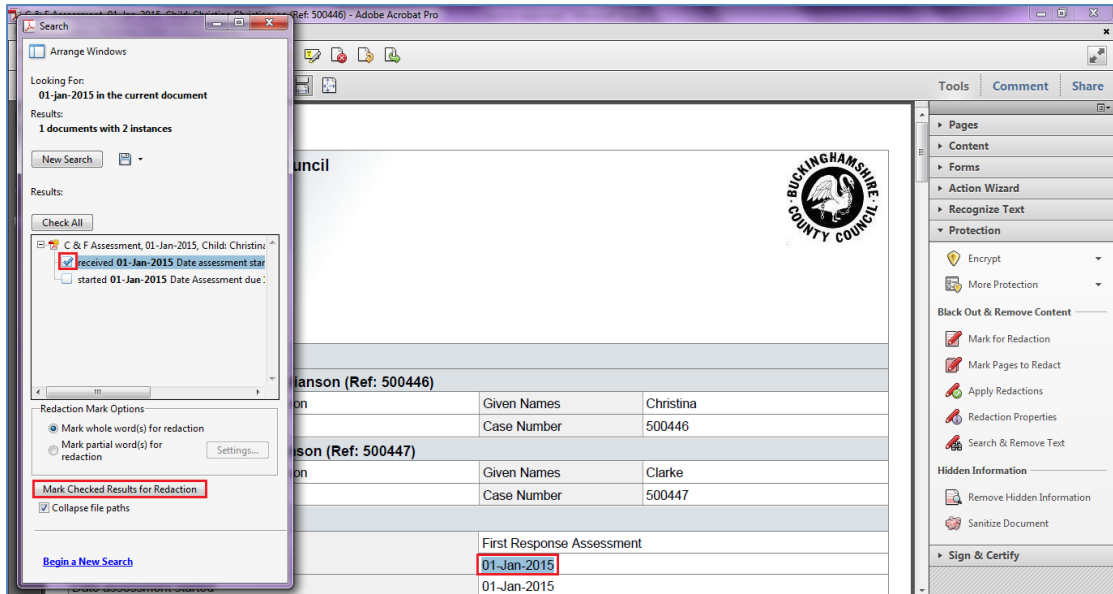 C & F Assessment, 01-Jan-2015, Child: Christina Christianson (Ref: 500446) - Adobe Acrobat Pro
Search
Arrange Windows
Looking For:
01-jan-2015 in the current document
Results:
1 documents with 2 instances
New Search
Results:
Check All
C & F Assessment, 01-Jan-2015, Child: Christina
received 01-Jan-2015 Date assessment star
started 01-Jan-2015 Date Assessment due
Redaction Mark Options
Mark whole word(s) for redaction
Mark partial word(s) for
redaction
Settings...
Mark Checked Results for Redaction
Collapse file paths
Begin a New Search
Tools Comment Share
uncil
BUCKINGHAMSHIRE
COUNTY COUNCIL
ianson (Ref: 500446)
on Given Names Christina
Case Number 500446
nson (Ref: 500447)
on Given Names Clarke
Case Number 500447
First Response Assessment
01-Jan-2015
Date assessment started 01-Jan-2015
Pages
Content
Forms
Action Wizard
Recognize Text
Protection
Encrypt
More Protection
Black Out & Remove Content
Mark for Redaction
Mark Pages to Redact
Apply Redactions
Redaction Properties
Search & Remove Text
Hidden Information
Remove Hidden Information
Sanitize Document
Sign & Certify